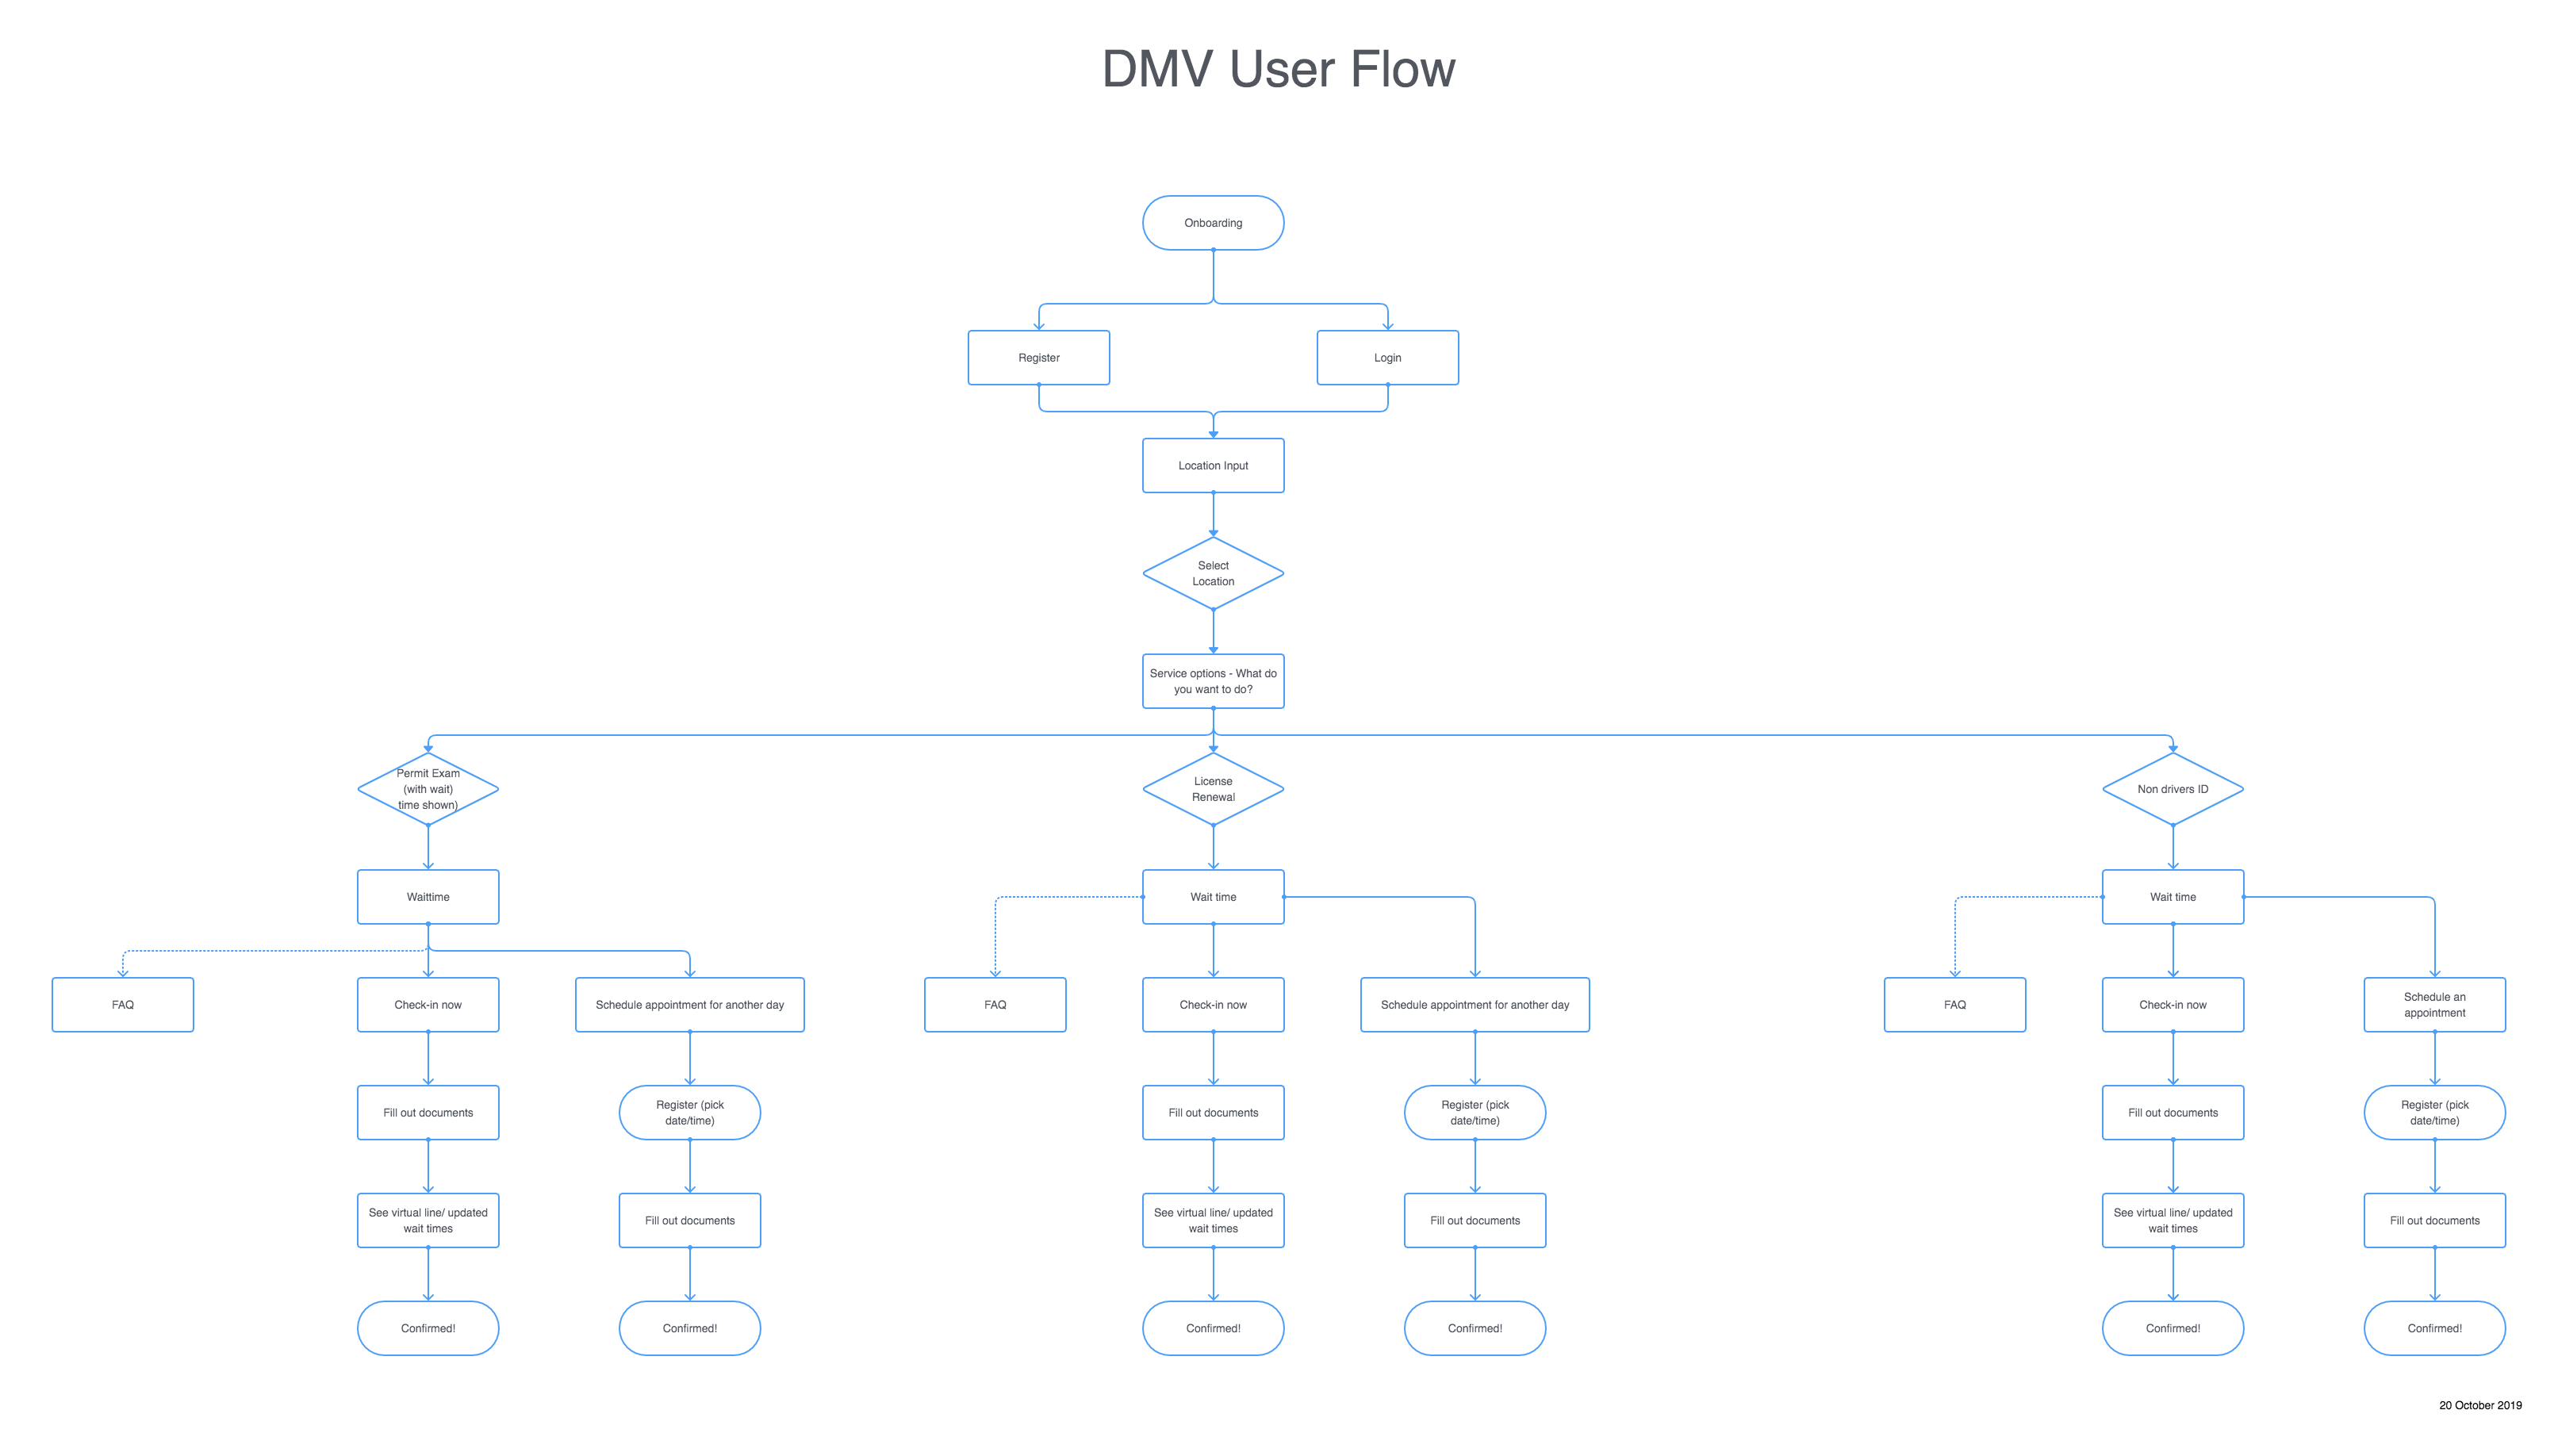 DMV User Flow
Onboarding
Register
Login
Location Input
Select
Location
Service options - What do
you want to do?
Permit Exam
(with wait)
time shown)
License
Renewal
Non drivers ID
Waittime
Wait time
Wait time
FAQ
Check-in now
Schedule appointment for another day
FAQ
Check-in now
Schedule appointment for another day
FAQ
Check-in now
Schedule an
appointment
Fill out documents
Register (pick
date/time)
Fill out documents
Register (pick
date/time)
Fill out documents
Register (pick
date/time)
See virtual line/ updated
wait times
Fill out documents
See virtual line/ updated
wait times
Fill out documents
See virtual line/ updated
wait times
Fill out documents
Confirmed!
Confirmed!
Confirmed!
Confirmed!
Confirmed!
Confirmed!
20 October 2019